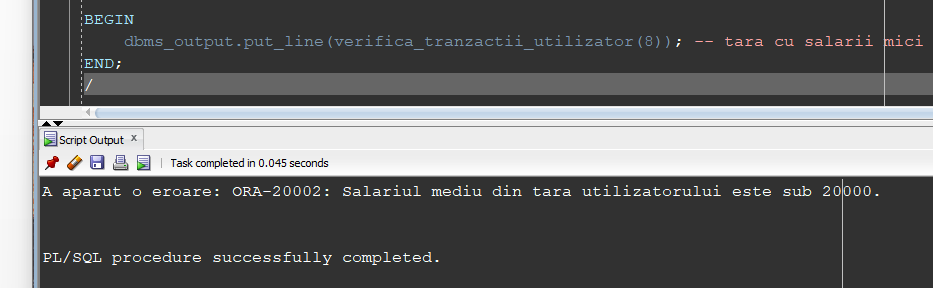 BEGIN
dbms_output.put_line(verifica_tranzactii_utilizator(8)); -- tara cu salarii mici
END;
/
Script Output x
Task completed in 0.045 seconds
A aparut o eroare: ORA-20002: Salariul mediu din tara utilizatorului este sub 20000.
PL/SQL procedure successfully completed.